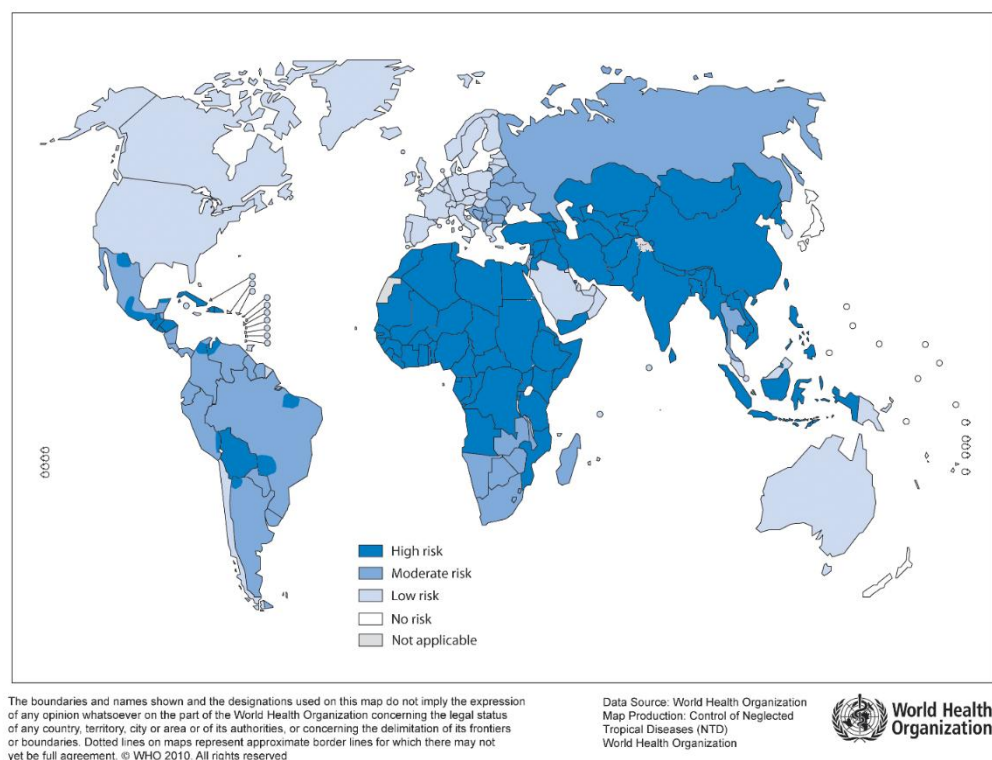 High risk
Moderate risk
Low risk
No risk
Not applicable
The boundaries and names shown and the designations used on this map do not imply the expression
of any opinion whatsoever on the part of the World Health Organization concerning the legal status
of any country, territory, city or area or of its authorities, or concerning the delimitation of its frontiers
or boundaries. Dotted lines on maps represent approximate border lines for which there may not
yet be full agreement. © WHO 2010. All rights reserved
Data Source: World Health Organization
Map Production: Control of Neglected
Tropical Diseases (NTD)
World Health Organization
World Health
Organization